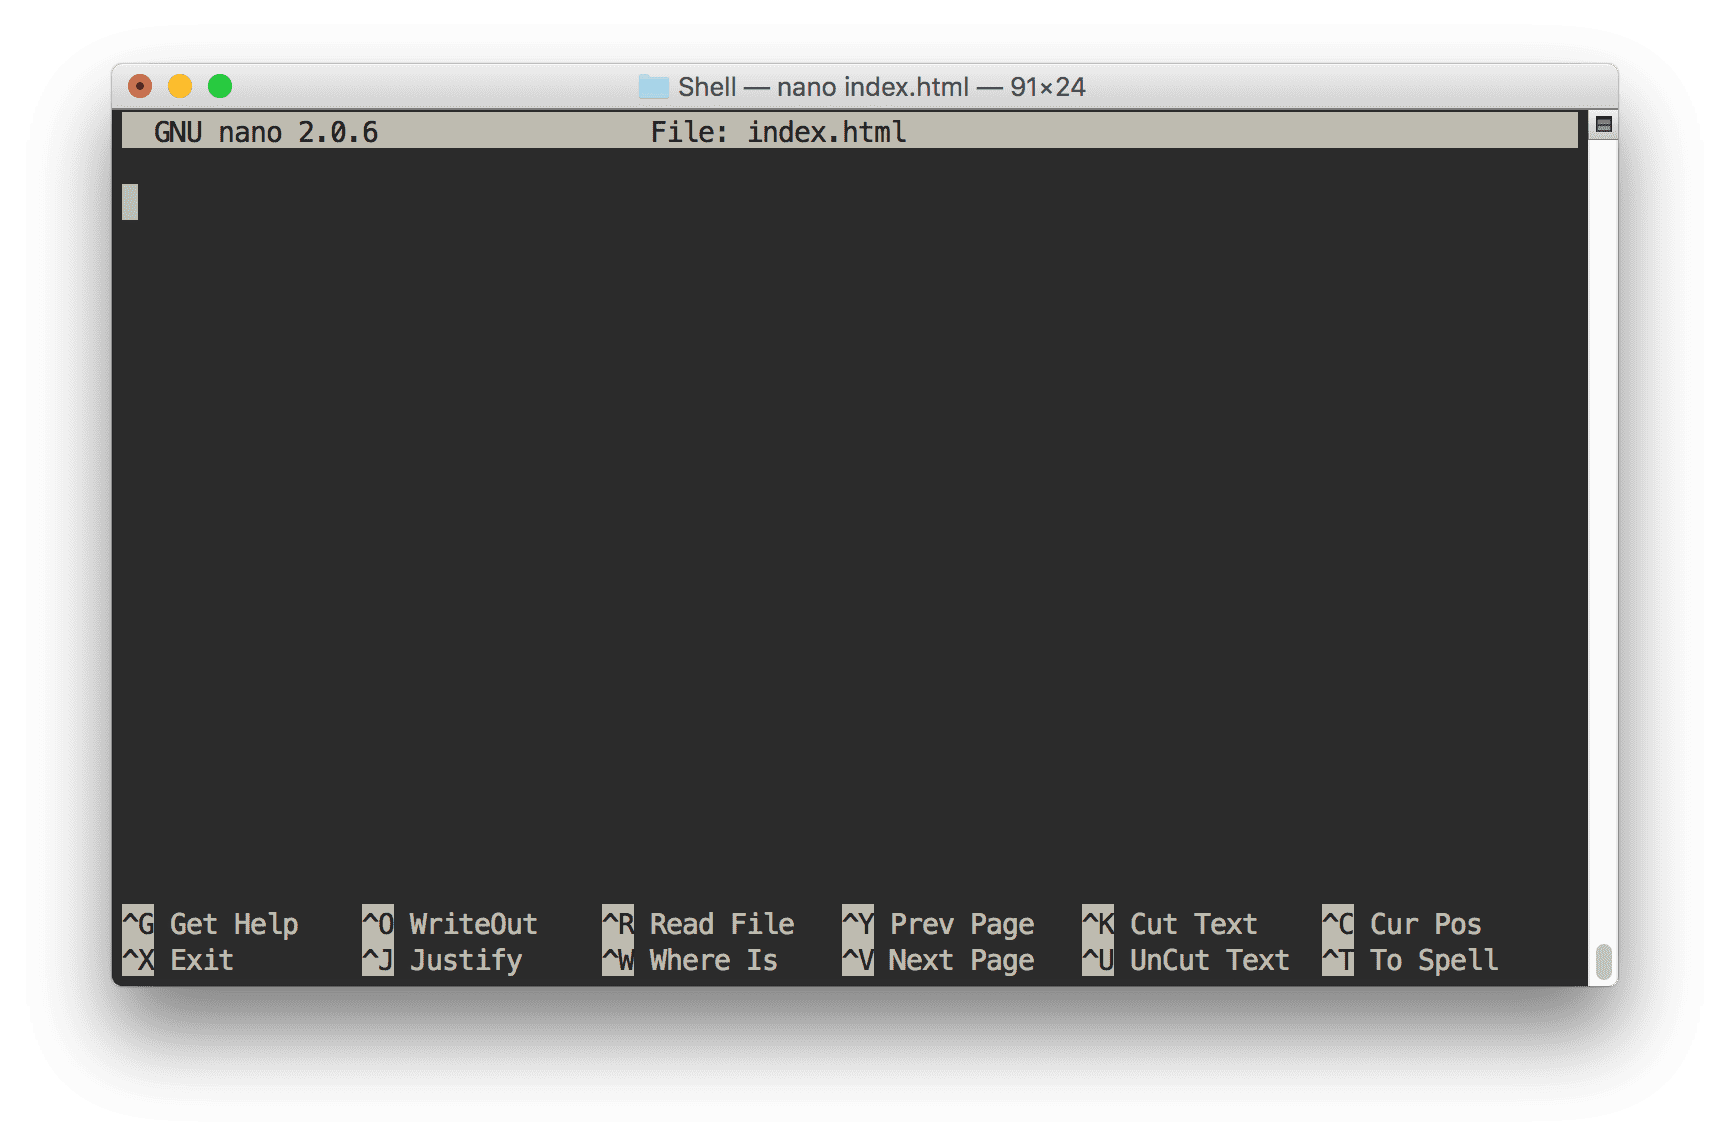 Shell — nano index.html — 91×24
GNU nano 2.0.6 File: index.html
^G Get Help ^O WriteOut ^R Read File ^Y Prev Page ^K Cut Text ^C Cur Pos
^X Exit ^J Justify ^W Where Is ^V Next Page ^U UnCut Text ^T To Spell